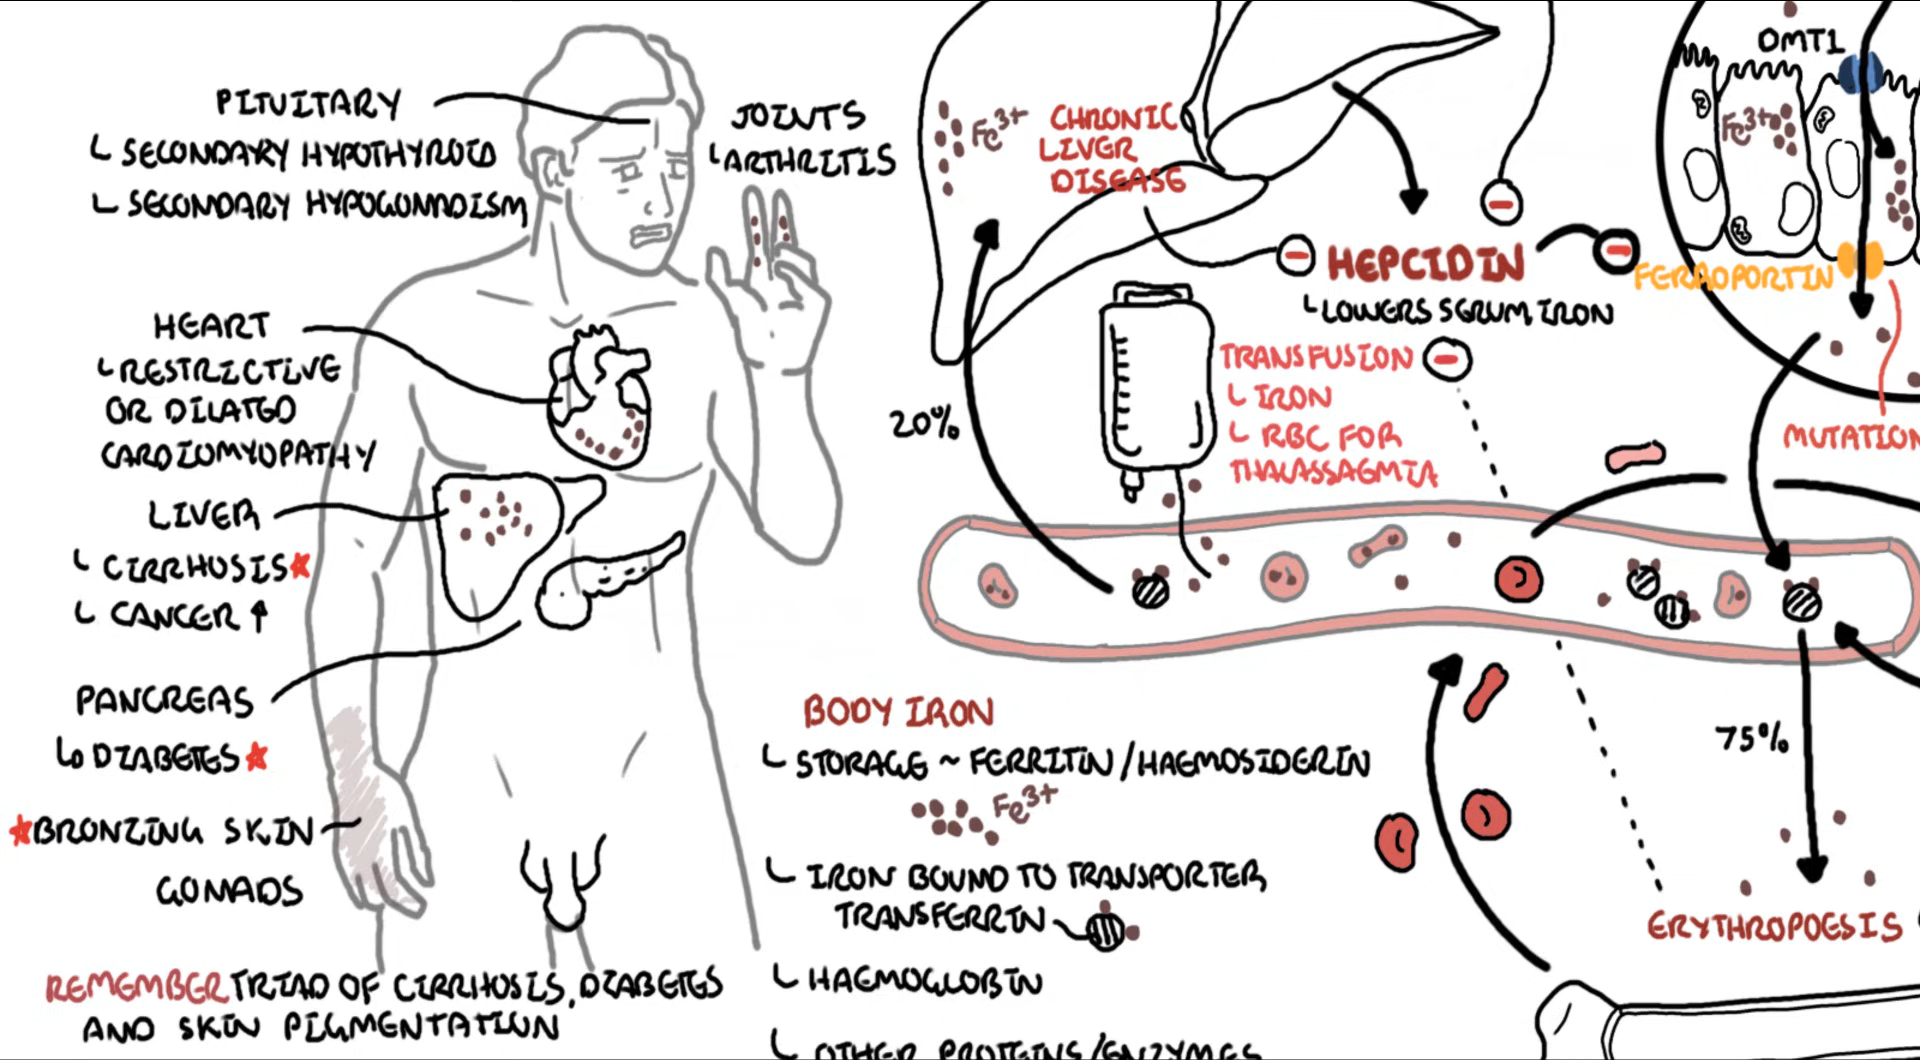 PITUITARY
└ SECONDARY HYPOTHYROID
└ SECONDARY HYPOGONADISM
JOINTS
└ARTHRITIS
HEART
└RESTRICTIVE
OR DILATED
CARDIOMYOPATHY
LIVER
└ CIRRHOSIS★
└ CANCER↑
PANCREAS
└ DIABETES★
★BRONZING SKIN
GONADS
REMEMBER TRIAD OF CIRRHOSIS, DIABETES
AND SKIN PIGMENTATION
Fe3+
CHRONIC
LIVER
DISEASE
HEPCIDIN
└LOWERS SERUM IRON
TRANSFUSION
└ IRON
└ RBC FOR
THALASSAEMIA
20%
DMT1
Fe3+
FERROPORTIN
MUTATION
BODY IRON
└ STORAGE ~ FERRITIN/HAEMOSIDERIN
Fe3+
└ IRON BOUND TO TRANSPORTER
TRANSFERRIN
└ HAEMOGLOBIN
└ OTHER PROTEINS/ENZYMES
75%
ERYTHROPOESIS